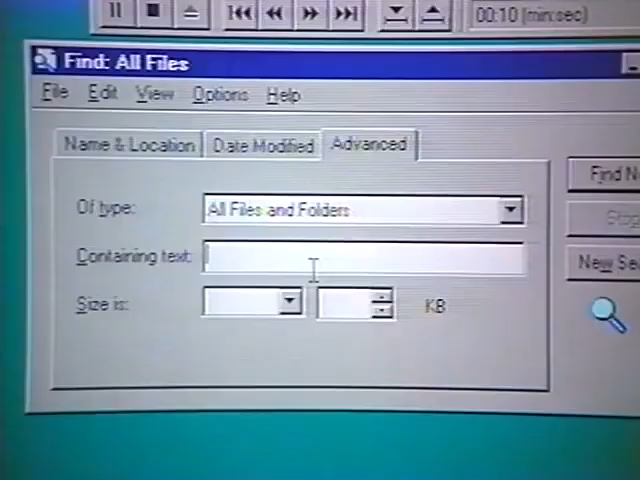 00:10 (min:sec)
Find: All Files
File Edit View Options Help
Name & Location Date Modified Advanced
Find N
Of type: All Files and Folders
Stop
Containing text:
New Se
Size is: KB